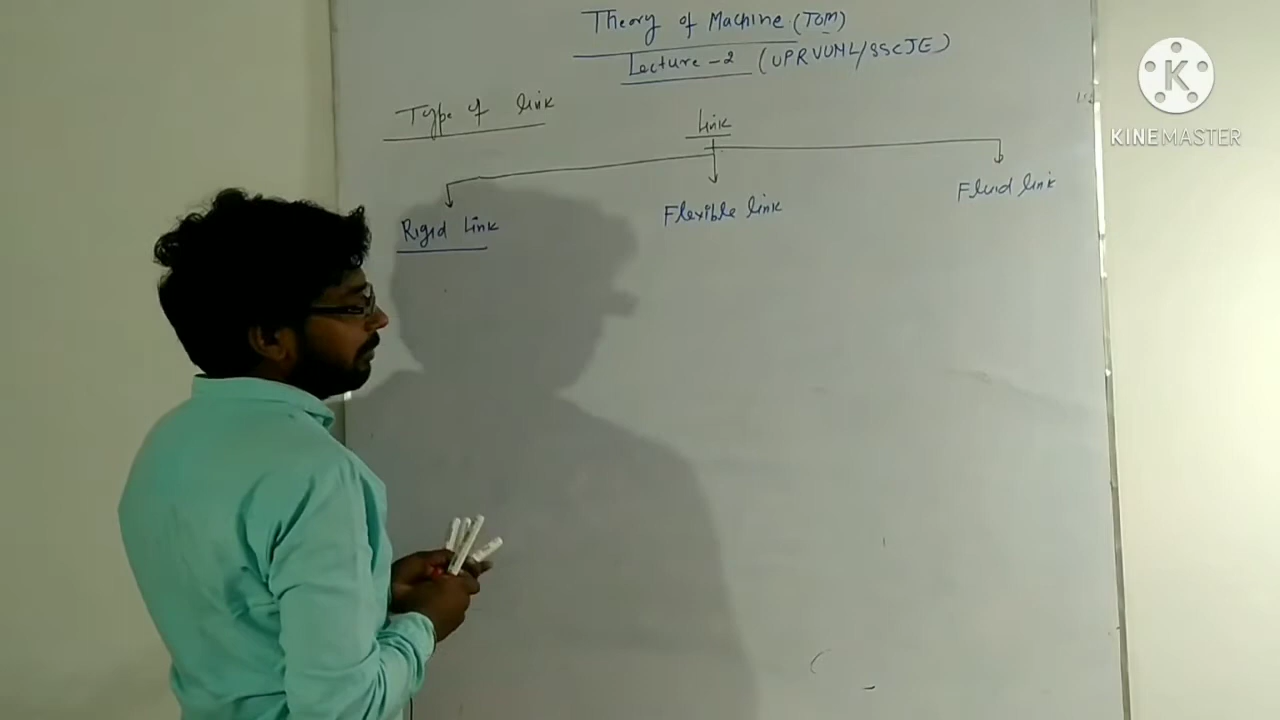 Theory of Machine (TOM)
Lecture - 2 (UPRVUNL/SSCJE)
Type of link
Link
Rigid Link
Flexible link
Fluid link
K
KINEMASTER